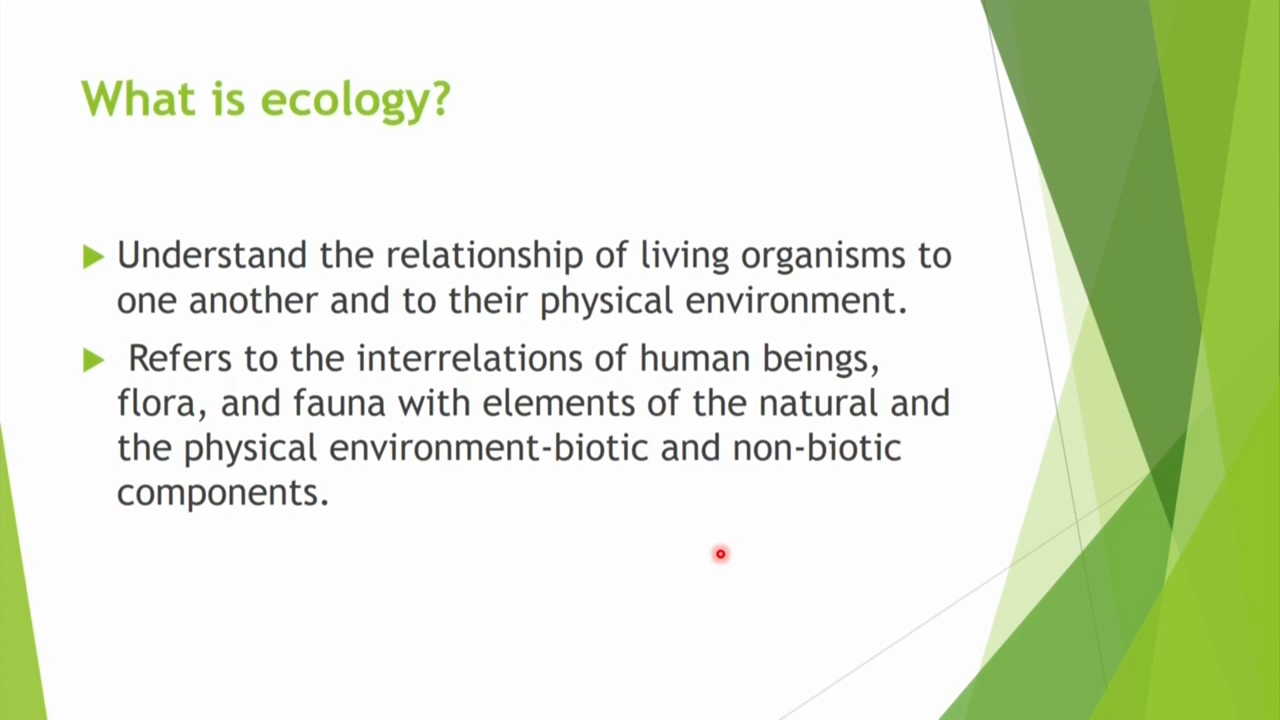 What is ecology?
Understand the relationship of living organisms to
one another and to their physical environment.
Refers to the interrelations of human beings,
flora, and fauna with elements of the natural and
the physical environment-biotic and non-biotic
components.